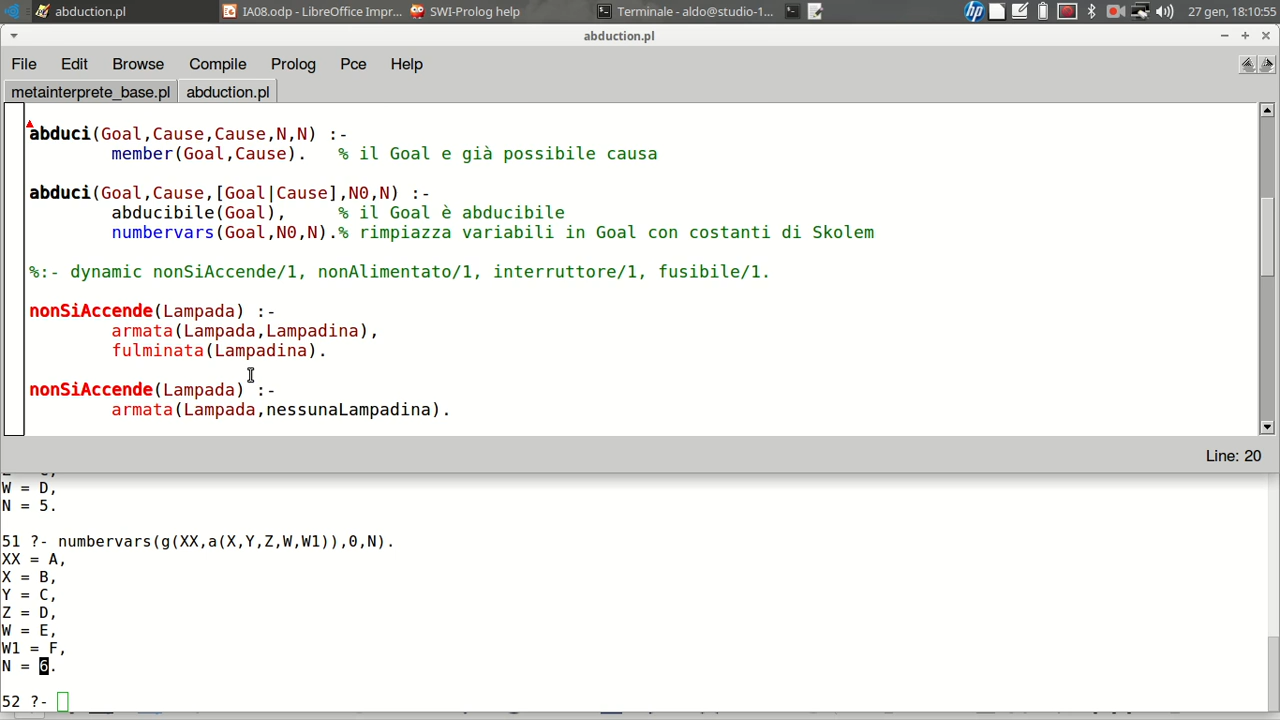 abduction.pl IA08.odp - LibreOffice Impr... SWI-Prolog help Terminale - aldo@studio-1... 27 gen, 18:10:55
abduction.pl
File Edit Browse Compile Prolog Pce Help
metainterprete_base.pl abduction.pl
abduci(Goal,Cause,Cause,N,N) :-
member(Goal,Cause). % il Goal e già possibile causa
abduci(Goal,Cause,[Goal|Cause],N0,N) :-
abducibile(Goal), % il Goal è abducibile
numbervars(Goal,N0,N).% rimpiazza variabili in Goal con costanti di Skolem
%:- dynamic nonSiAccende/1, nonAlimentato/1, interruttore/1, fusibile/1.
nonSiAccende(Lampada) :-
armata(Lampada,Lampadina),
fulminata(Lampadina).
nonSiAccende(Lampada) :-
armata(Lampada,nessunaLampadina).
Line: 20
W = D,
N = 5.
51 ?- numbervars(g(XX,a(X,Y,Z,W,W1)),0,N).
XX = A,
X = B,
Y = C,
Z = D,
W = E,
W1 = F,
N = 6.
52 ?-